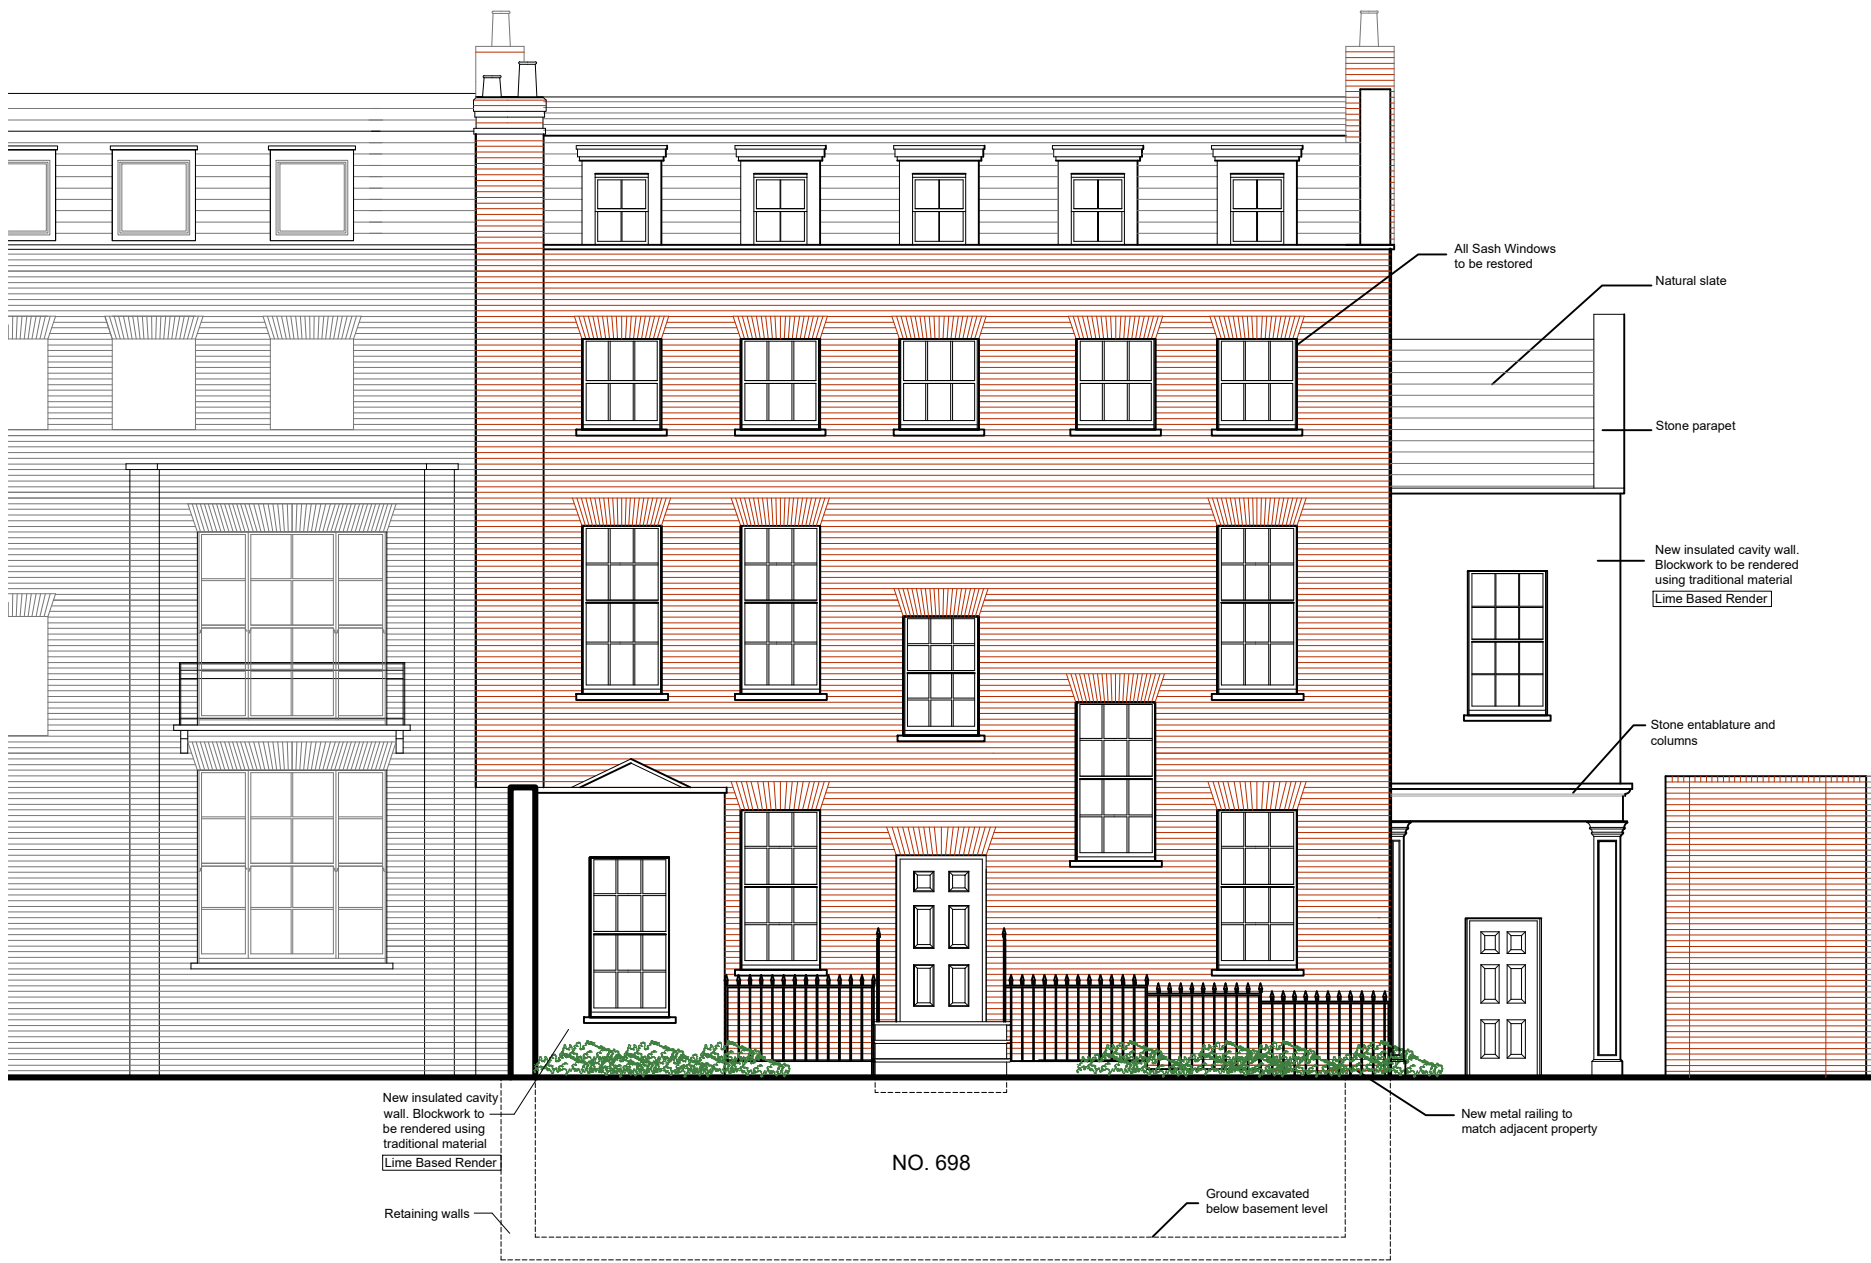 All Sash Windows
to be restored
Natural slate
Stone parapet
New insulated cavity wall.
Blockwork to be rendered
using traditional material
Lime Based Render
Stone entablature and
columns
New insulated cavity
wall. Blockwork to
be rendered using
traditional material
Lime Based Render
New metal railing to
match adjacent property
NO. 698
Ground excavated
below basement level
Retaining walls